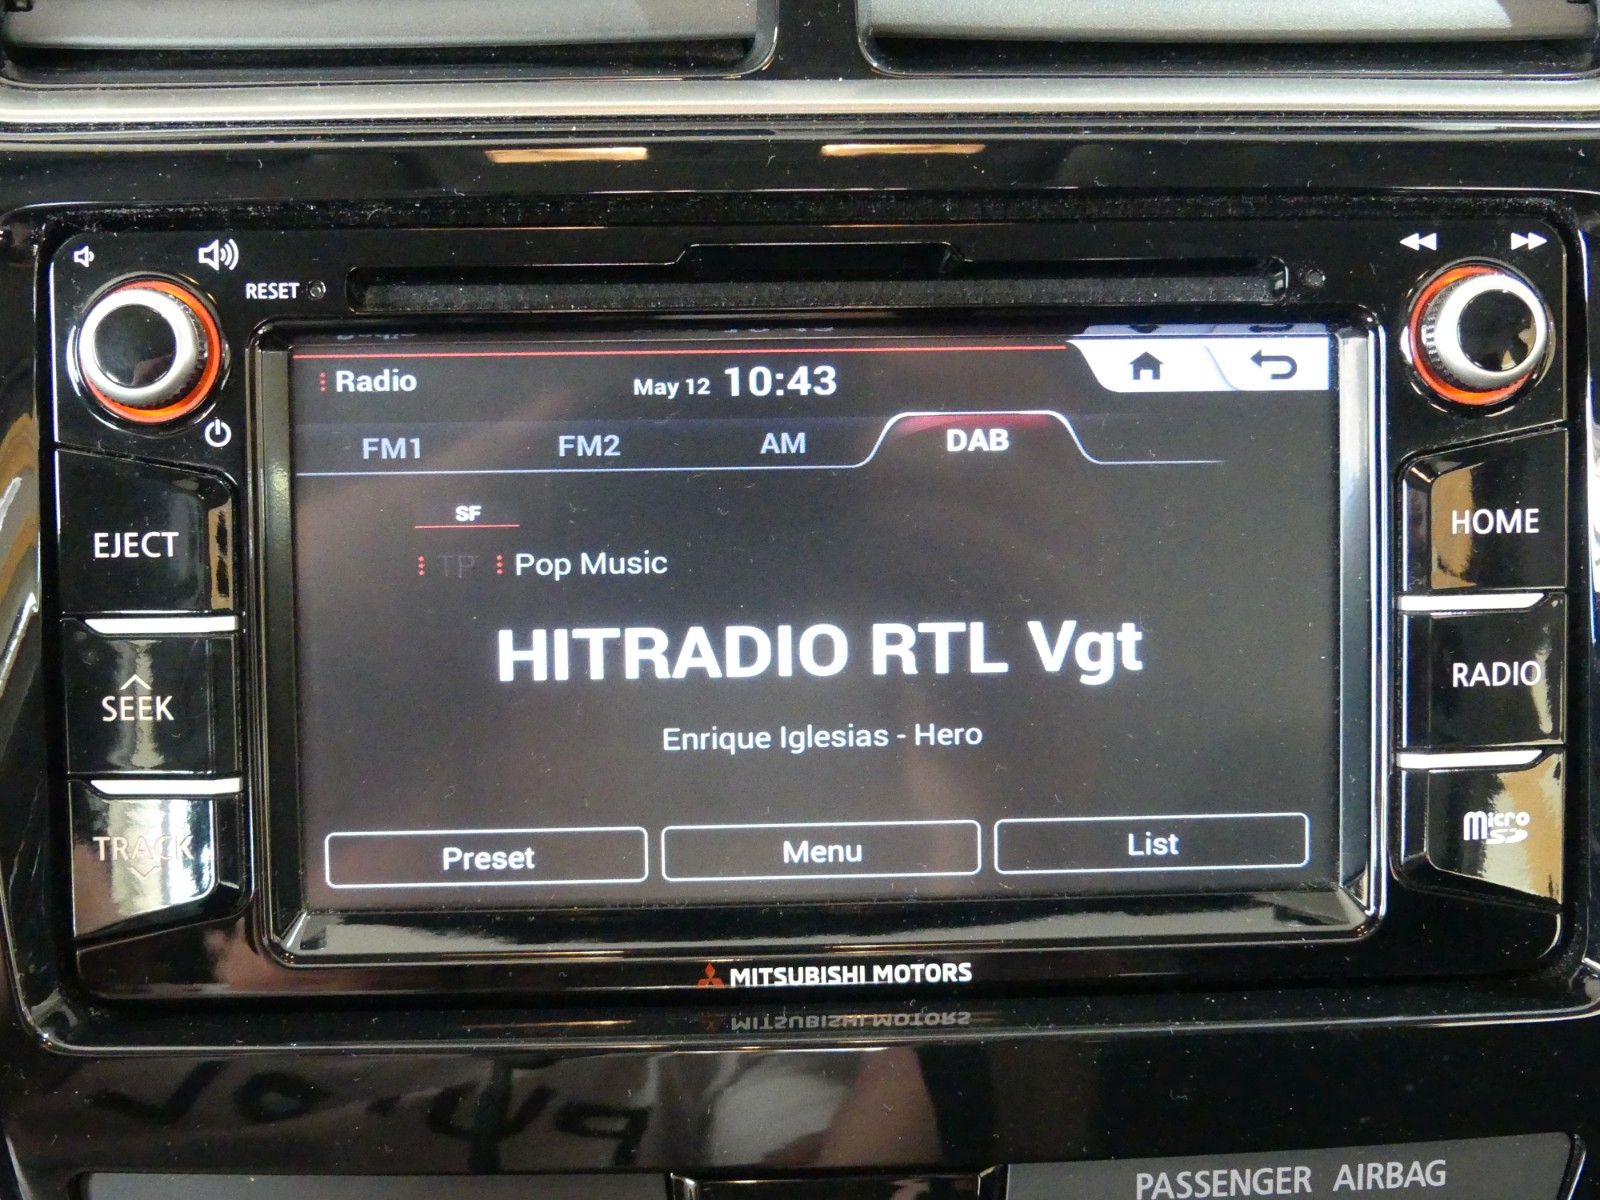 RESET
Radio
May 12 10:43
FM1 FM2 AM DAB
SF
TP Pop Music
HITRADIO RTL Vgt
Enrique Iglesias - Hero
Preset Menu List
EJECT
SEEK
TRACK
HOME
RADIO
Micro SD
MITSUBISHI MOTORS
PASSENGER AIRBAG